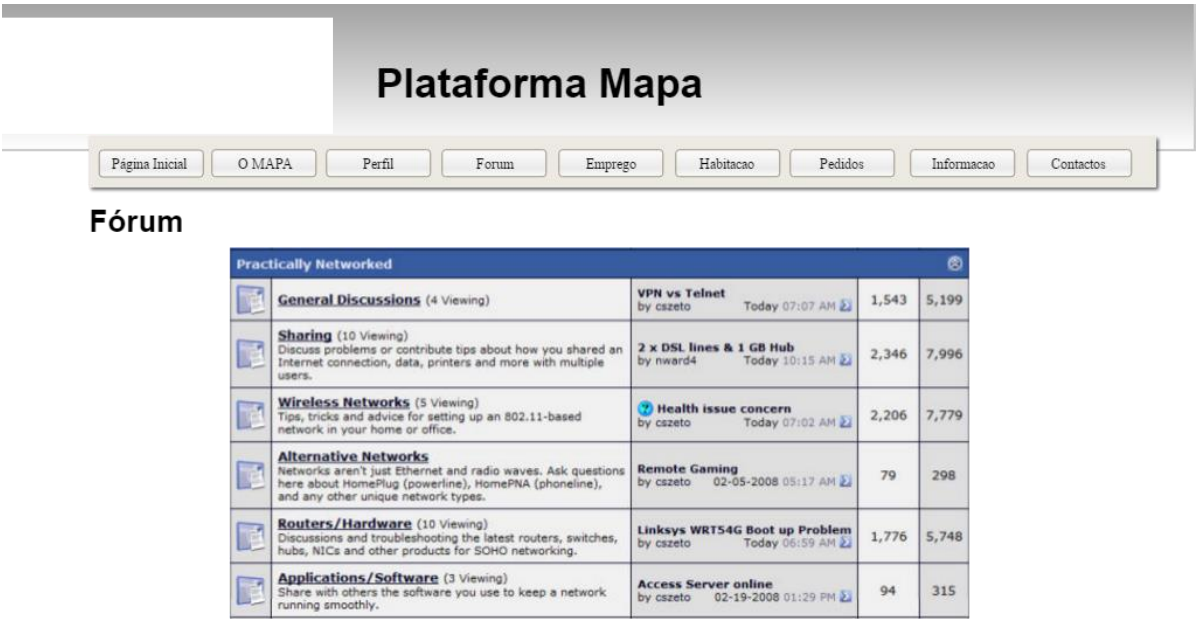 Plataforma Mapa
Página Inicial O MAPA Perfil Forum Emprego Habitacao Pedidos Informacao Contactos
Fórum
Practically Networked
General Discussions (4 Viewing)
VPN vs Telnet
by cszeto Today 07:07 AM
1,543 5,199
Sharing (10 Viewing)
Discuss problems or contribute tips about how you shared an
Internet connection, data, printers and more with multiple
users.
2 x DSL lines & 1 GB Hub
by nward4 Today 10:15 AM
2,346 7,996
Wireless Networks (5 Viewing)
Tips, tricks and advice for setting up an 802.11-based
network in your home or office.
Health issue concern
by cszeto Today 07:02 AM
2,206 7,779
Alternative Networks
Networks aren't just Ethernet and radio waves. Ask questions
here about HomePlug (powerline), HomePNA (phoneline),
and any other unique network types.
Remote Gaming
by cszeto 02-05-2008 05:17 AM
79 298
Routers/Hardware (10 Viewing)
Discussions and troubleshooting the latest routers, switches,
hubs, NICs and other products for SOHO networking.
Linksys WRT54G Boot up Problem
by cszeto Today 06:59 AM
1,776 5,748
Applications/Software (3 Viewing)
Share with others the software you use to keep a network
running smoothly.
Access Server online
by cszeto 02-19-2008 01:29 PM
94 315